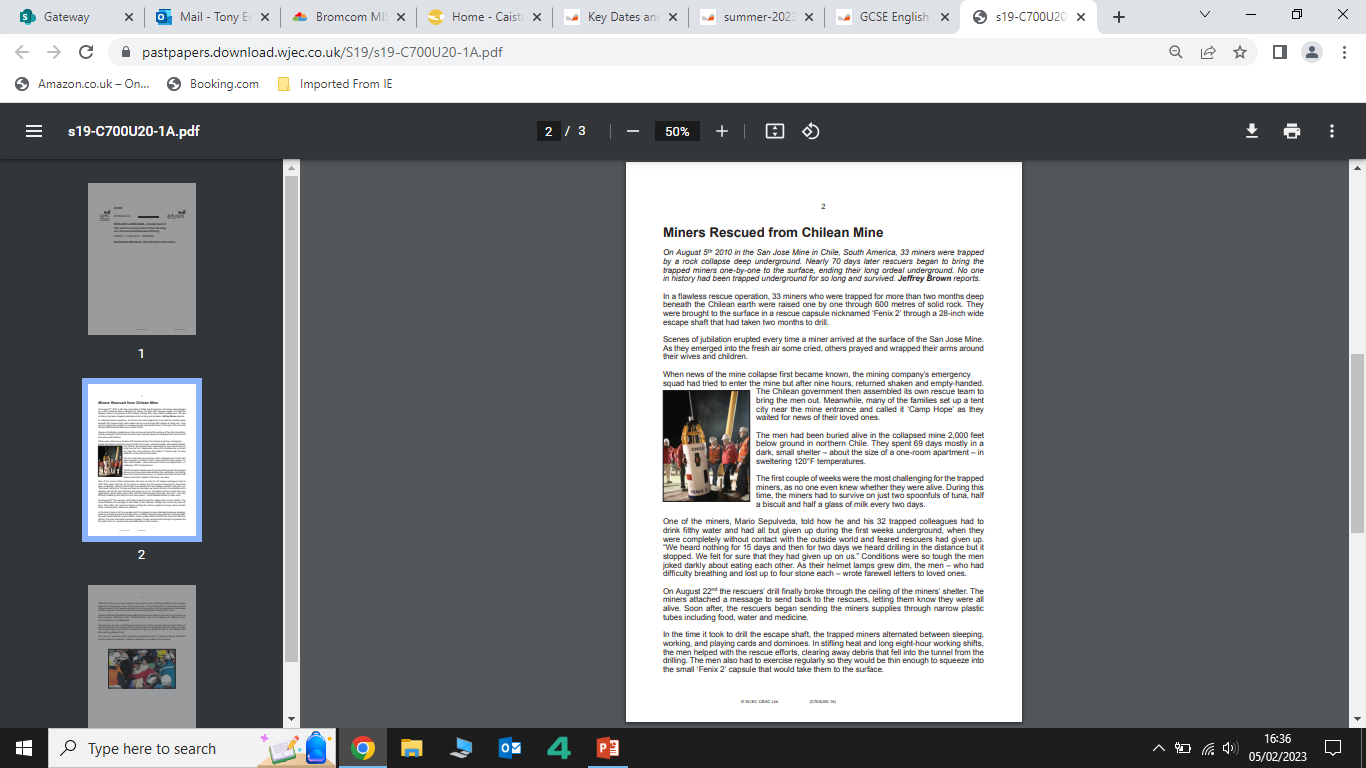 Gateway
Mail - Tony Ec
Bromcom MI
Home - Caist
Key Dates and
summer-2023
GCSE English
s19-C700U20
pastpapers.download.wjec.co.uk/S19/s19-C700U20-1A.pdf
Amazon.co.uk – On...
Booking.com
Imported From IE
s19-C700U20-1A.pdf
2 / 3
50%
1
2
2
Miners Rescued from Chilean Mine
On August 5th 2010 in the San Jose Mine in Chile, South America, 33 miners were trapped
by a rock collapse deep underground. Nearly 70 days later rescuers began to bring the
trapped miners one-by-one to the surface, ending their long ordeal underground. No one
in history had been trapped underground for so long and survived. Jeffrey Brown reports.
In a flawless rescue operation, 33 miners who were trapped for more than two months deep
beneath the Chilean earth were raised one by one through 600 metres of solid rock. They
were brought to the surface in a rescue capsule nicknamed ‘Fenix 2’ through a 28-inch wide
escape shaft that had taken two months to drill.
Scenes of jubilation erupted every time a miner arrived at the surface of the San Jose Mine.
As they emerged into the fresh air some cried, others prayed and wrapped their arms around
their wives and children.
When news of the mine collapse first became known, the mining company’s emergency
squad had tried to enter the mine but after nine hours, returned shaken and empty-handed.
The Chilean government then assembled its own rescue team to
bring the men out. Meanwhile, many of the families set up a tent
city near the mine entrance and called it ‘Camp Hope’ as they
waited for news of their loved ones.
The men had been buried alive in the collapsed mine 2,000 feet
below ground in northern Chile. They spent 69 days mostly in a
dark, small shelter – about the size of a one-room apartment – in
sweltering 120°F temperatures.
The first couple of weeks were the most challenging for the trapped
miners, as no one even knew whether they were alive. During this
time, the miners had to survive on just two spoonfuls of tuna, half
a biscuit and half a glass of milk every two days.
One of the miners, Mario Sepulveda, told how he and his 32 trapped colleagues had to
drink filthy water and had all but given up during the first weeks underground, when they
were completely without contact with the outside world and feared rescuers had given up.
“We heard nothing for 15 days and then for two days we heard drilling in the distance but it
stopped. We felt for sure that they had given up on us.” Conditions were so tough the men
joked darkly about eating each other. As their helmet lamps grew dim, the men – who had
difficulty breathing and lost up to four stone each – wrote farewell letters to loved ones.
On August 22nd the rescuers’ drill finally broke through the ceiling of the miners’ shelter. The
miners attached a message to send back to the rescuers, letting them know they were all
alive. Soon after, the rescuers began sending the miners supplies through narrow plastic
tubes including food, water and medicine.
In the time it took to drill the escape shaft, the trapped miners alternated between sleeping,
working, and playing cards and dominoes. In stifling heat and long eight-hour working shifts,
the men helped with the rescue efforts, clearing away debris that fell into the tunnel from the
drilling. The men also had to exercise regularly so they would be thin enough to squeeze into
the small ‘Fenix 2’ capsule that would take them to the surface.
© WJEC CBAC Ltd. (C700U20-1A)
Type here to search
16:36
05/02/2023